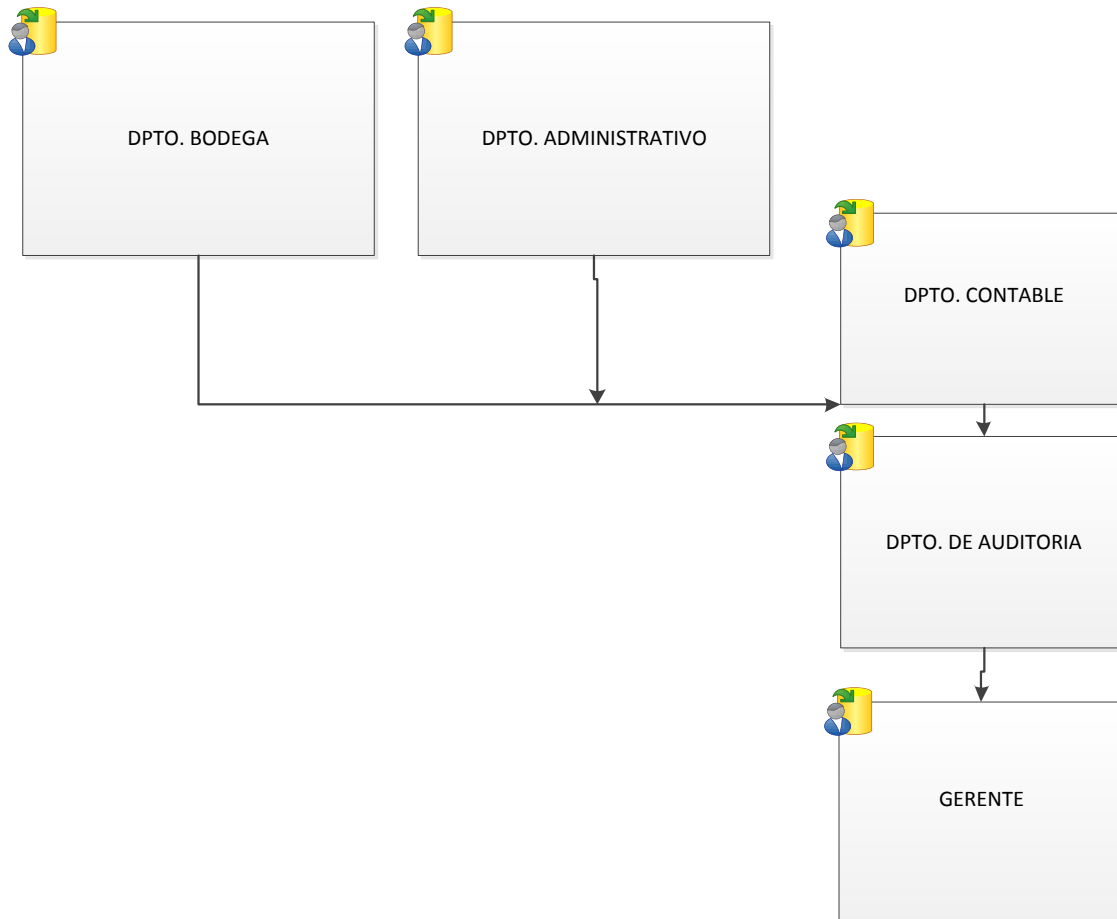 DPTO. BODEGA
DPTO. ADMINISTRATIVO
DPTO. CONTABLE
DPTO. DE AUDITORIA
GERENTE